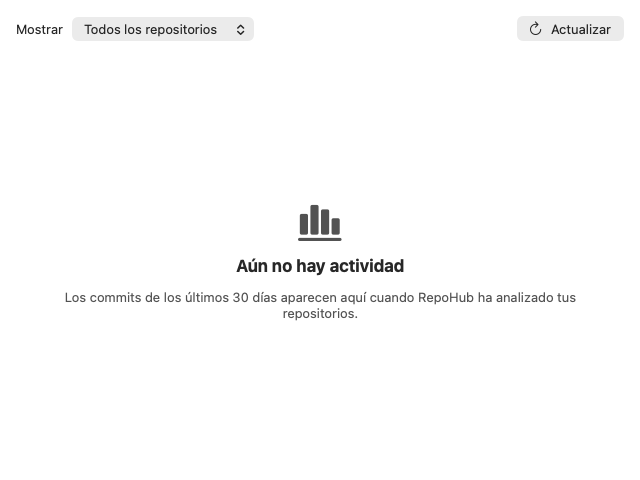 Mostrar Todos los repositorios Actualizar
Aún no hay actividad
Los commits de los últimos 30 días aparecen aquí cuando RepoHub ha analizado tus
repositorios.